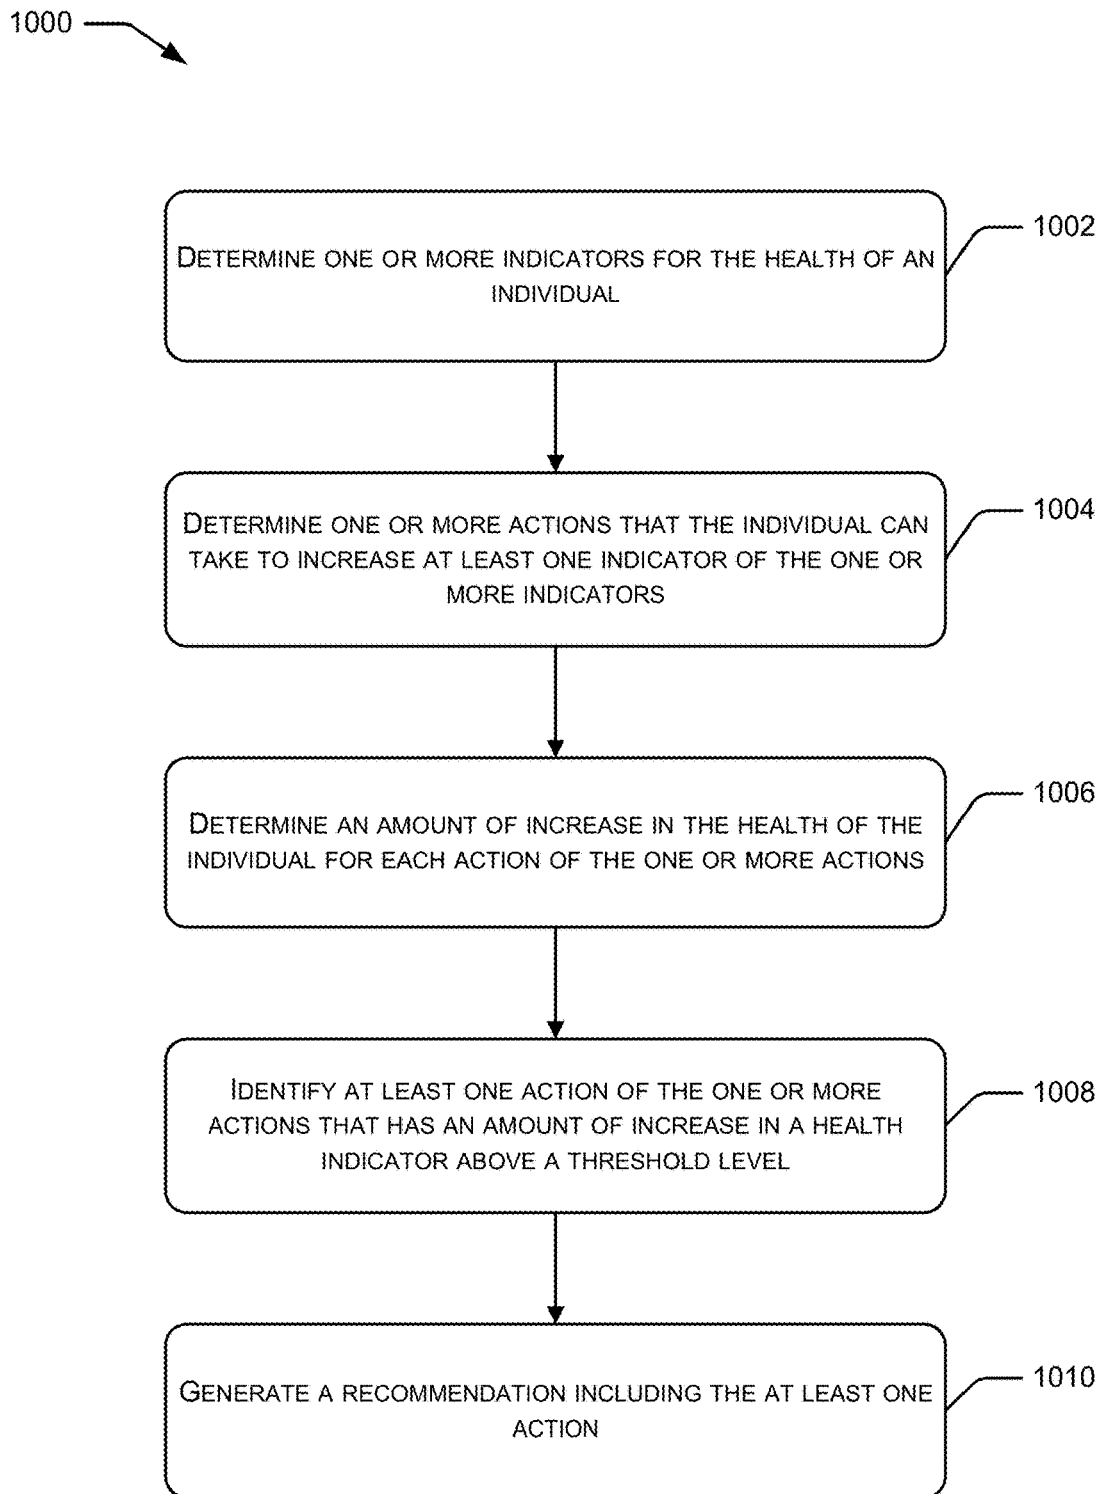 1000
DETERMINE ONE OR MORE INDICATORS FOR THE HEALTH OF AN
INDIVIDUAL
1002
DETERMINE ONE OR MORE ACTIONS THAT THE INDIVIDUAL CAN
TAKE TO INCREASE AT LEAST ONE INDICATOR OF THE ONE OR
MORE INDICATORS
1004
DETERMINE AN AMOUNT OF INCREASE IN THE HEALTH OF THE
INDIVIDUAL FOR EACH ACTION OF THE ONE OR MORE ACTIONS
1006
IDENTIFY AT LEAST ONE ACTION OF THE ONE OR MORE
ACTIONS THAT HAS AN AMOUNT OF INCREASE IN A HEALTH
INDICATOR ABOVE A THRESHOLD LEVEL
1008
GENERATE A RECOMMENDATION INCLUDING THE AT LEAST ONE
ACTION
1010